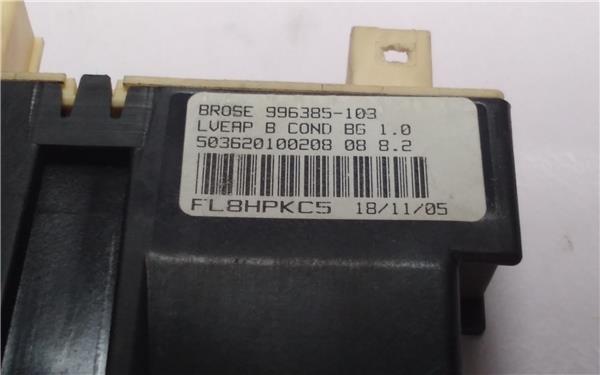 BROSE 996385-103
LVEAP B COND BG 1.0
503620100208 08 8.2
FL8HPKC5 18/11/05